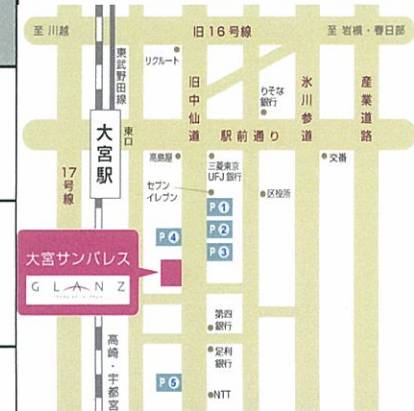 至 川越
旧16号線
至 岩槻・春日部
東武野田線
リクルート
旧中仙道
りそな
銀行
氷川参道
産業道路
大宮駅
東口
駅前通り
17号線
高島屋
三菱東京
UFJ銀行
交番
セブン
イレブン
区役所
P 1
P 2
P 3
P 4
大宮サンパレス
GLANZ
第四
銀行
足利
銀行
高崎・宇都宮
P 5
NTT